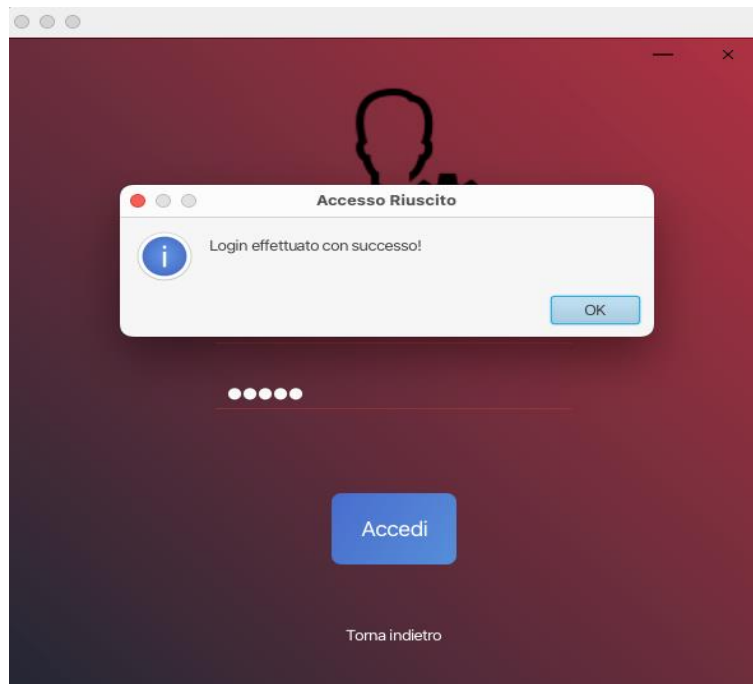 Accesso Riuscito
Login effettuato con successo!
OK
Accedi
Torna indietro